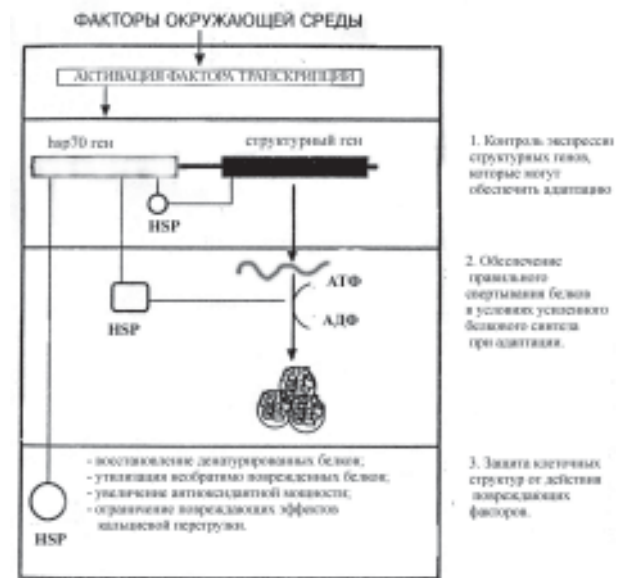 ФАКТОРЫ ОКРУЖАЮЩЕЙ СРЕДЫ
АКТИВАЦИЯ ФАКТОРА ТРАНСКРИПЦИИ
hsp70 ген
структурный ген
HSP
1. Контроль экспрессии
структурных генов,
которые могут
обеспечить адаптацию
АТФ
АДФ
HSP
2. Обеспечение
правильного
свертывания белков
в условиях усиленного
белкового синтеза
при адаптации.
- восстановление денатурированных белков;
- утилизация необратимо поврежденных белков;
- увеличение антиоксидантной мощности;
- ограничение повреждающих эффектов
кальциевой перегрузки.
HSP
3. Защита клеточных
структур от действия
повреждающих
факторов.